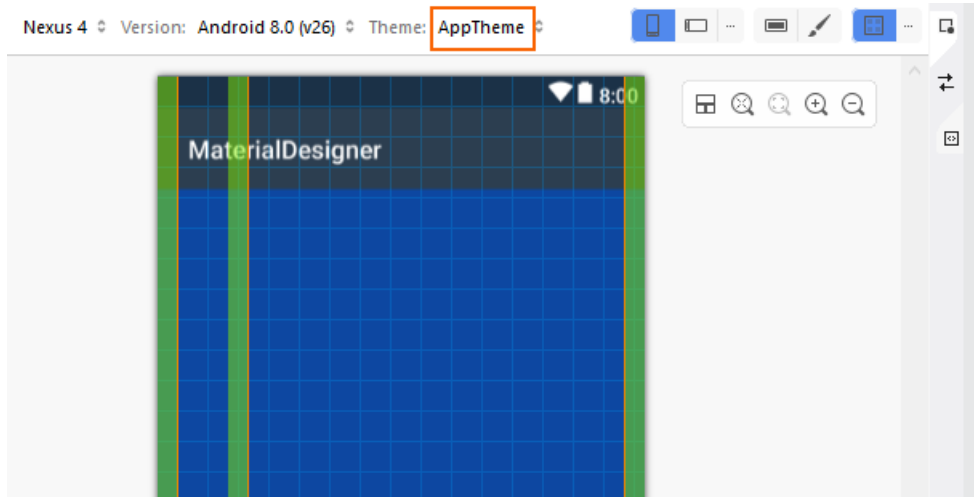 Nexus 4 Version: Android 8.0 (v26) Theme: AppTheme
8:00
MaterialDesigner